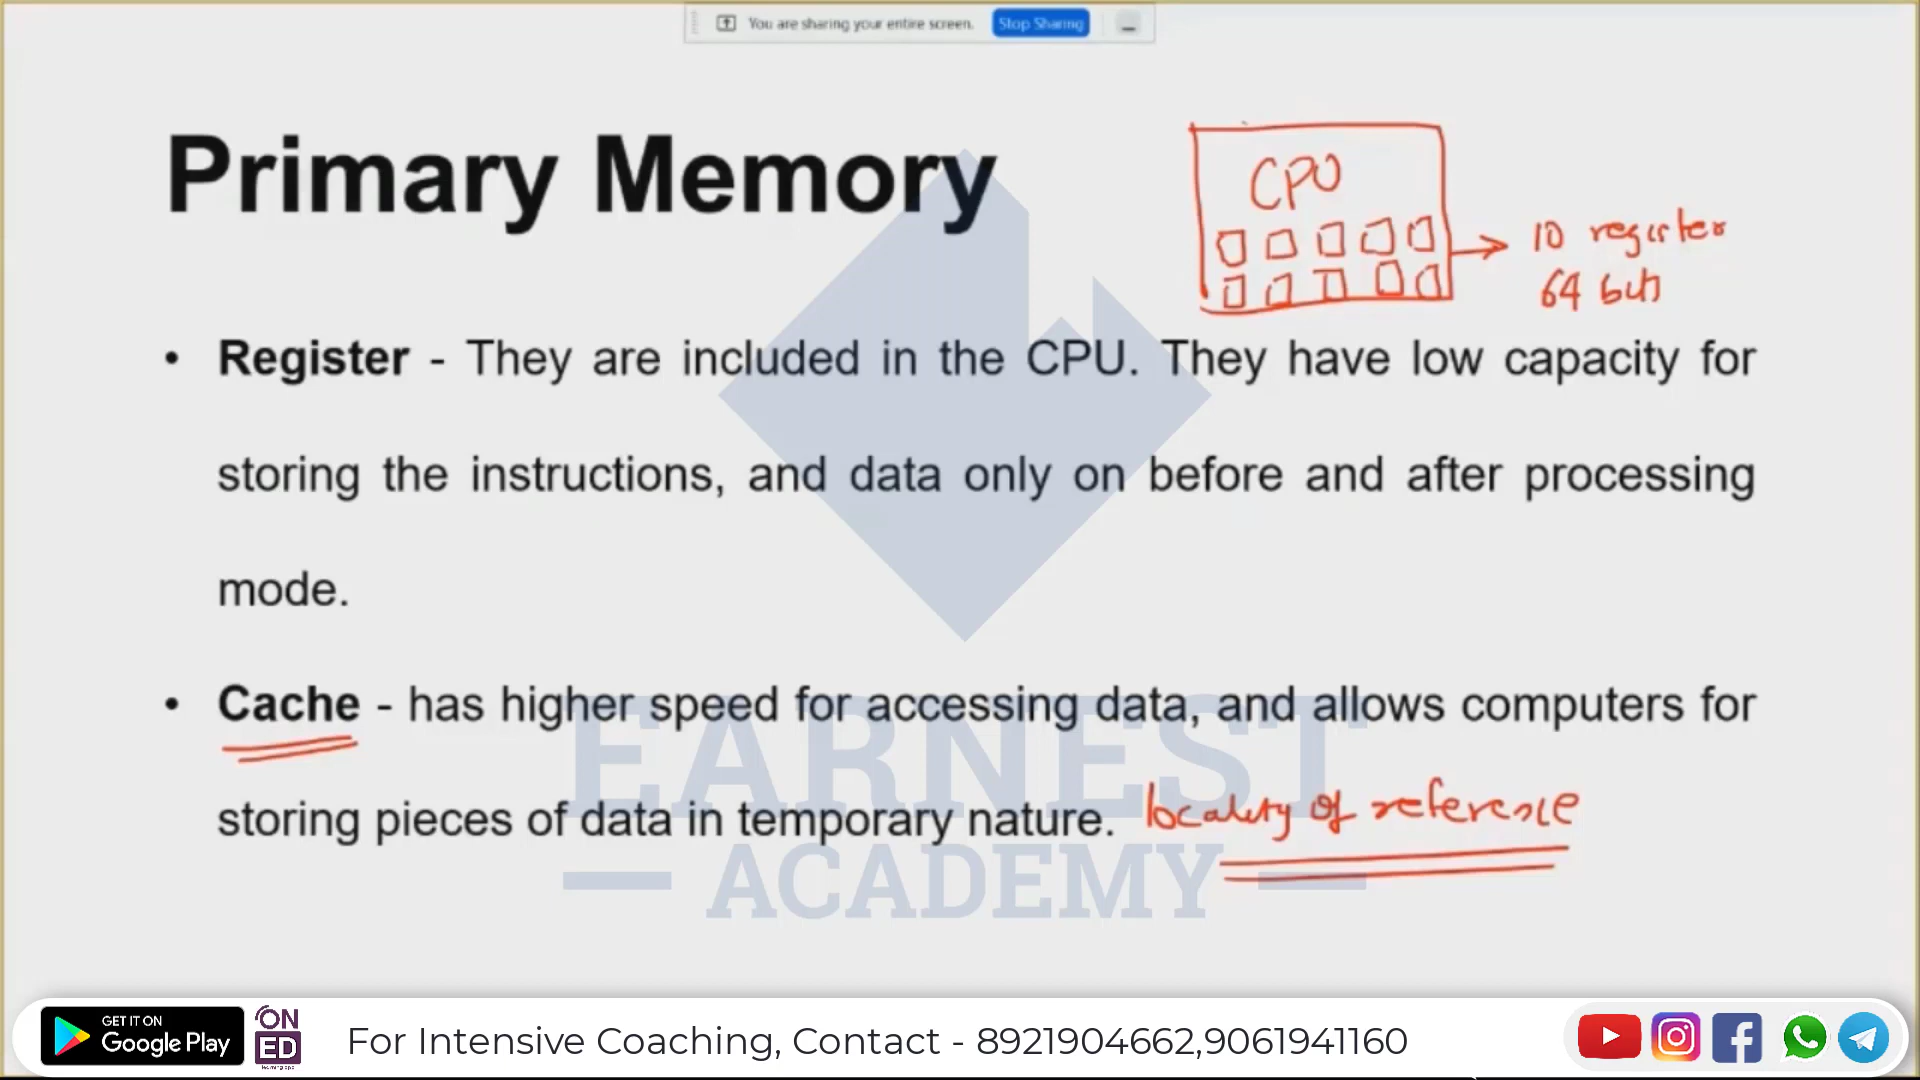 You are sharing your entire screen. Stop Sharing
Primary Memory
CPU
10 register
64 bit
• Register - They are included in the CPU. They have low capacity for
storing the instructions, and data only on before and after processing
mode.
• Cache - has higher speed for accessing data, and allows computers for
storing pieces of data in temporary nature. locality of reference
EARNEST
ACADEMY
GET IT ON
Google Play
ON
ED
For Intensive Coaching, Contact - 8921904662,9061941160